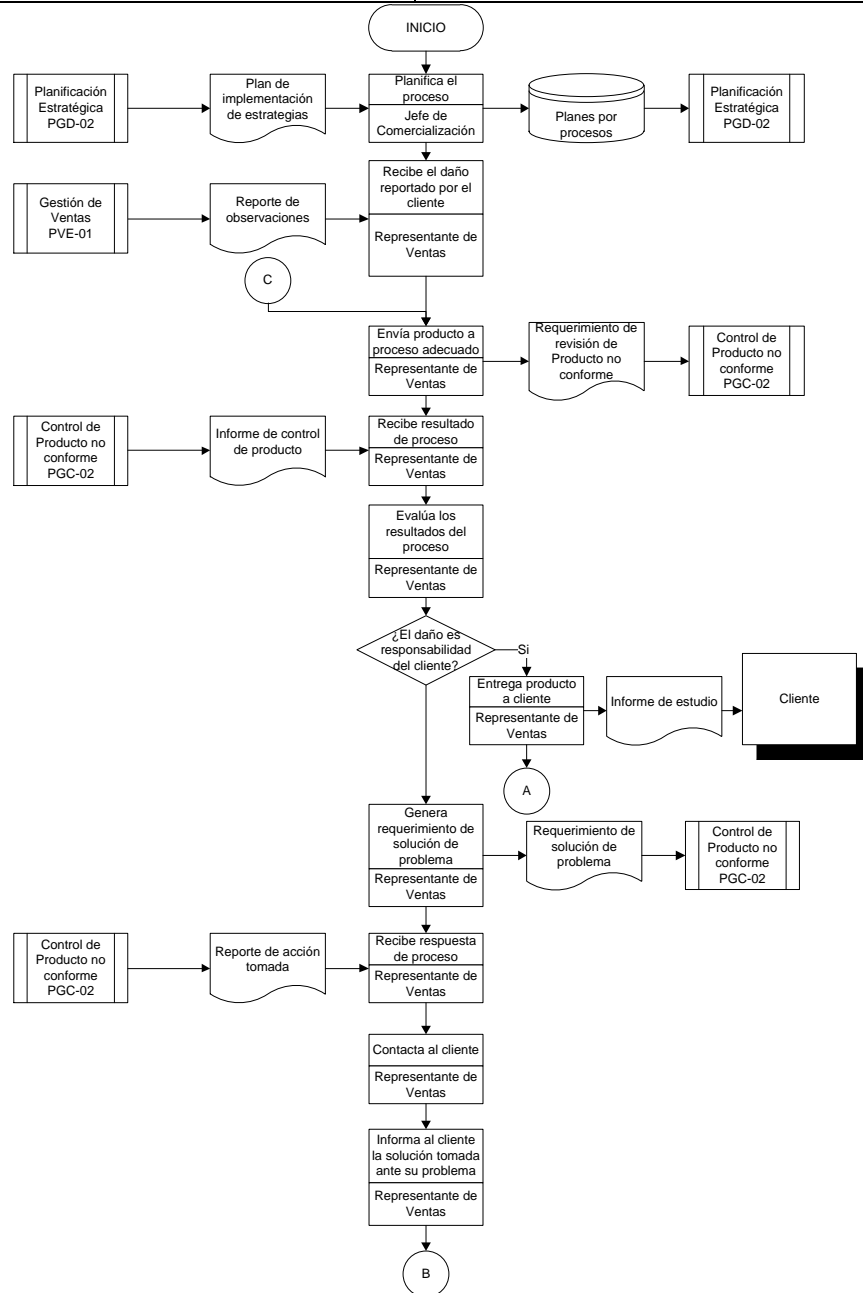 INICIO
Planificación
Estratégica
PGD-02
Plan de
implementación
de estrategias
Planifica el
proceso
Jefe de
Comercialización
Planes por
procesos
Planificación
Estratégica
PGD-02
Gestión de
Ventas
PVE-01
Reporte de
observaciones
Recibe el daño
reportado por el
cliente
Representante de
Ventas
C
Envía producto a
proceso adecuado
Representante de
Ventas
Requerimiento de
revisión de
Producto no
conforme
Control de
Producto no
conforme
PGC-02
Control de
Producto no
conforme
PGC-02
Informe de control
de producto
Recibe resultado
de proceso
Representante de
Ventas
Evalúa los
resultados del
proceso
Representante de
Ventas
¿El daño es
responsabilidad
del cliente?
Si
Entrega producto
a cliente
Representante de
Ventas
Informe de estudio
Cliente
A
Genera
requerimiento de
solución de
problema
Representante de
Ventas
Requerimiento de
solución de
problema
Control de
Producto no
conforme
PGC-02
Control de
Producto no
conforme
PGC-02
Reporte de acción
tomada
Recibe respuesta
de proceso
Representante de
Ventas
Contacta al cliente
Representante de
Ventas
Informa al cliente
la solución tomada
ante su problema
Representante de
Ventas
B